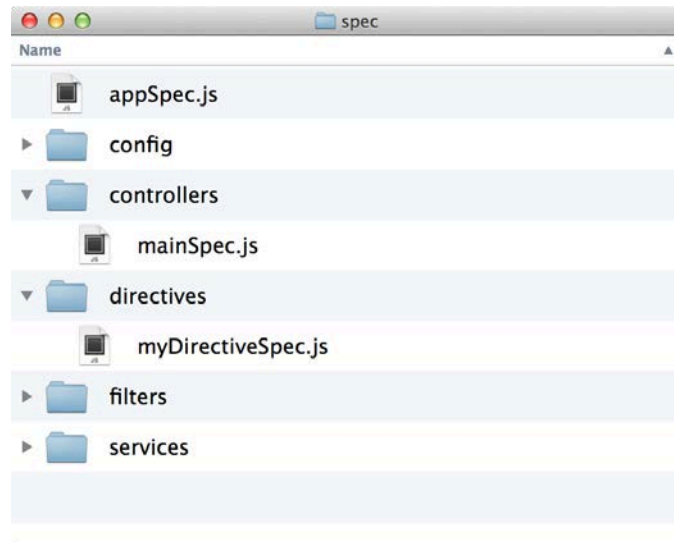 spec
Name
appSpec.js
config
controllers
mainSpec.js
directives
myDirectiveSpec.js
filters
services